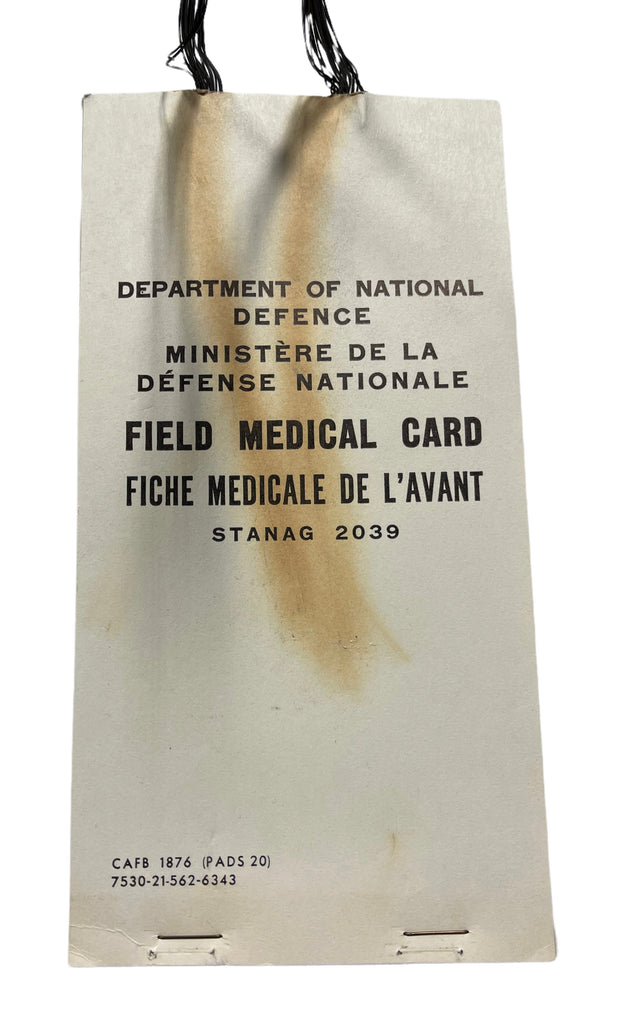 DEPARTMENT OF NATIONAL
DEFENCE
MINISTÈRE DE LA
DÉFENSE NATIONALE
FIELD MEDICAL CARD
FICHE MEDICALE DE L'AVANT
STANAG 2039
CAFB 1876 (PADS 20)
7530-21-562-6343